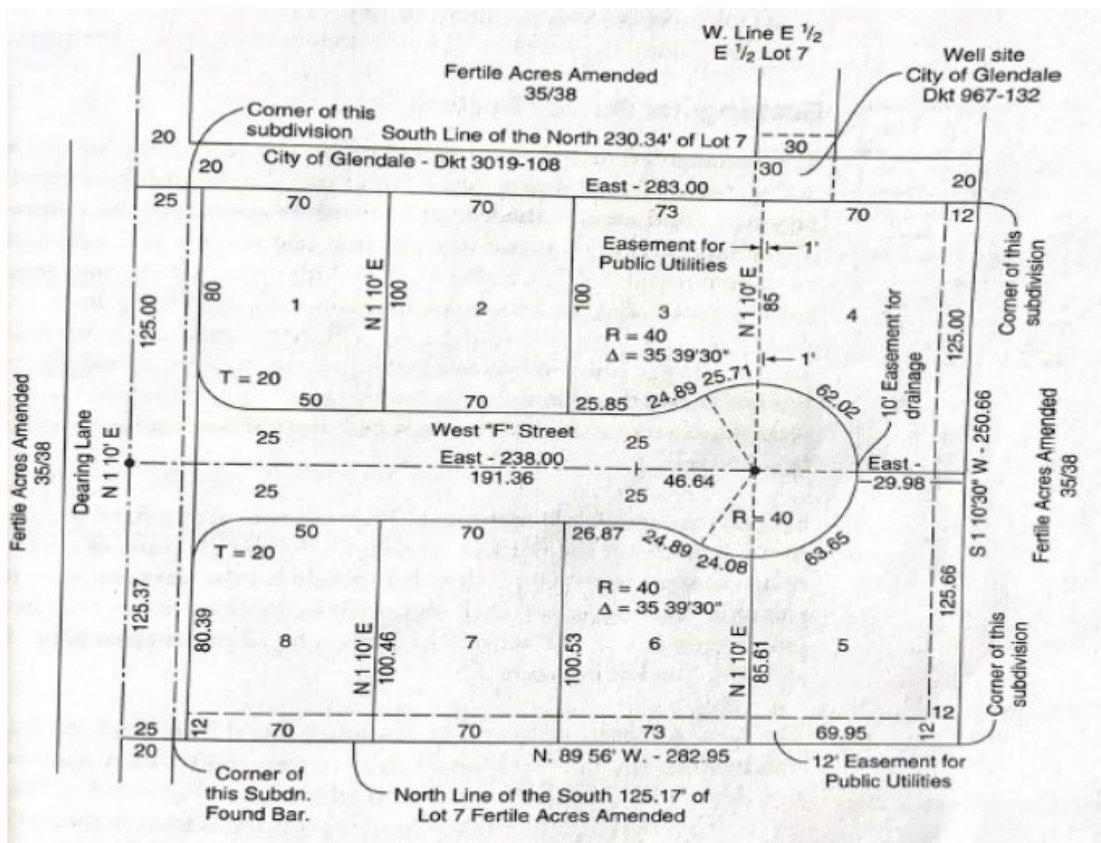 W. Line E ½
E ½ Lot 7
Well site
City of Glendale
Dkt 967-132
Fertile Acres Amended
35/38
Corner of this
subdivision
South Line of the North 230.34' of Lot 7
30
20
20
City of Glendale - Dkt 3019-108
30
20
East - 283.00
25
70
70
73
70
12
Easement for
Public Utilities
1'
Corner of this
subdivision
125.00
80
1
N 1 10' E
100
2
100
3
N 1 10' E
85
4
10' Easement for
drainage
125.00
R = 40
Δ = 35 39'30"
1"
T = 20
50
70
25.85
24.89
25.71
62.02
Fertile Acres Amended
35/38
Dearing Lane
N 1 10' E
25
West "F" Street
25
East - 238.00
191.36
46.64
East -
29.98
S 1 10'30" W - 250.66
Fertile Acres Amended
35/38
25
25
R = 40
T = 20
50
70
26.87
24.89
24.08
63.65
125.37
80.39
8
N 1 10' E
100.46
7
100.53
R = 40
Δ = 35 39'30"
6
N 1 10' E
85.61
5
125.66
Corner of this
subdivision
25
12
70
70
73
69.95
12
12
20
N. 89 56' W. - 282.95
Corner of
this Subdn.
Found Bar.
North Line of the South 125.17' of
Lot 7 Fertile Acres Amended
12' Easement for
Public Utilities